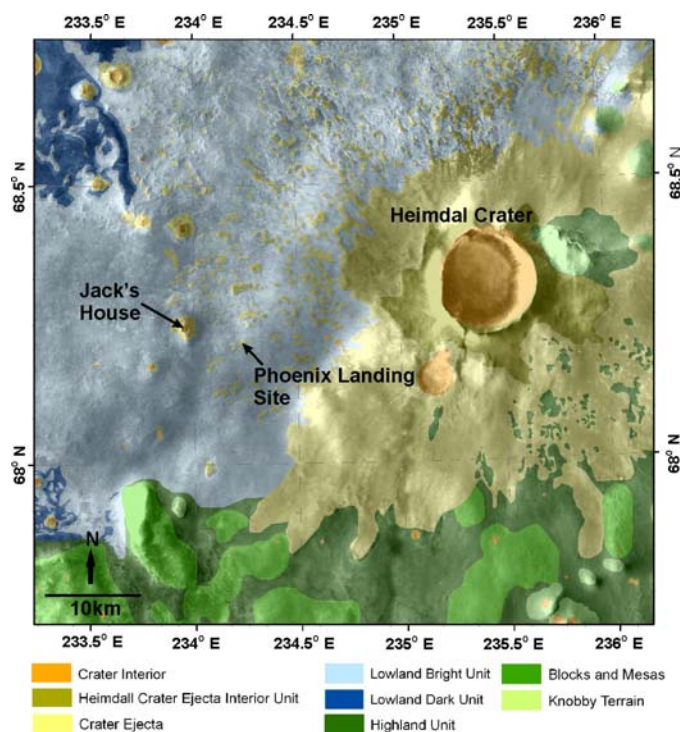 233.5° 234° E 234.5° 235° 235.5° 236°
68.5° N
68.5° N
Heimdal Crater
Jack's
House
Phoenix Landing
Site
68° N
68° N
N
10km
233.5° 234° E 234.5° 235° 235.5° 236° E
Crater Interior
Lowland Bright Unit
Blocks and Mesas
Heimdall Crater Ejecta Interior Unit
Lowland Dark Unit
Knobby Terrain
Crater Ejecta
Highland Unit